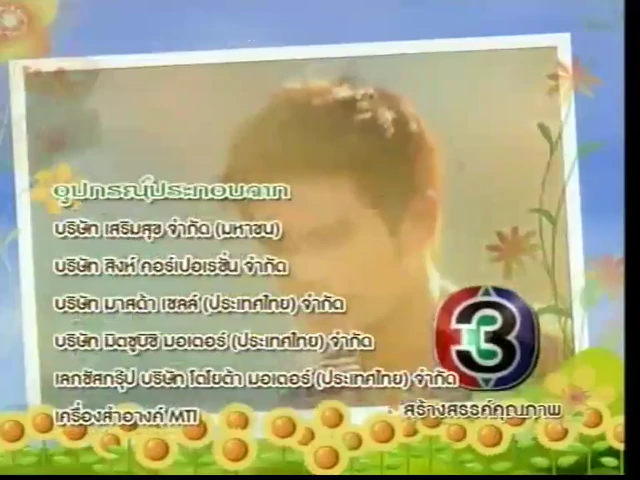 อุปกรณ์ประกอบฉาก
บริษัท เสริมสุข จำกัด (มหาชน)
บริษัท สิงห์ คอร์เปอเรชั่น จำกัด
บริษัท มาสด้า เซลส์ (ประเทศไทย) จำกัด
บริษัท มิตซูบิชิ มอเตอร์ (ประเทศไทย) จำกัด
เลกซัสกรุ๊ป บริษัท โตโยต้า มอเตอร์ (ประเทศไทย) จำกัด
เครื่องสำอางค์ MTI
3
สร้างสรรค์คุณภาพ